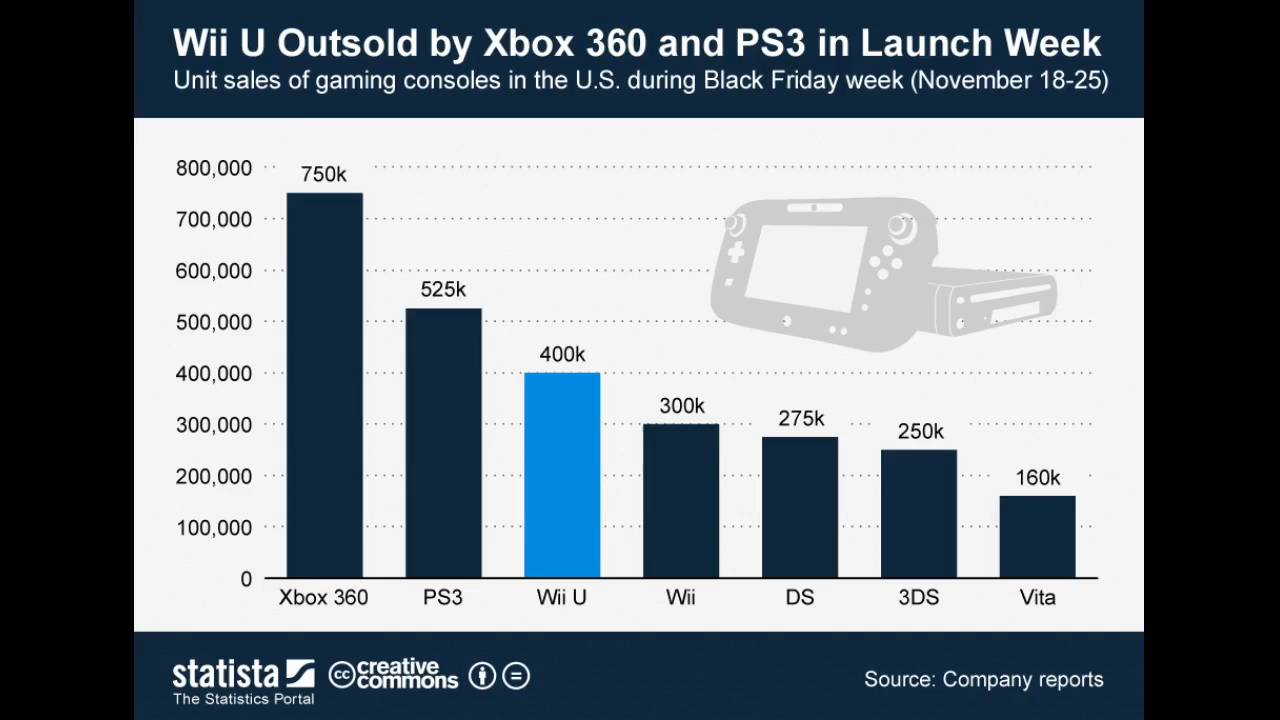 Wii U Outsold by Xbox 360 and PS3 in Launch Week
Unit sales of gaming consoles in the U.S. during Black Friday week (November 18-25)
800,000
700,000
600,000
500,000
400,000
300,000
200,000
100,000
0
750k
525k
400k
300k
275k
250k
160k
Xbox 360 PS3 Wii U Wii DS 3DS Vita
statista
The Statistics Portal
cc creative commons
Source: Company reports